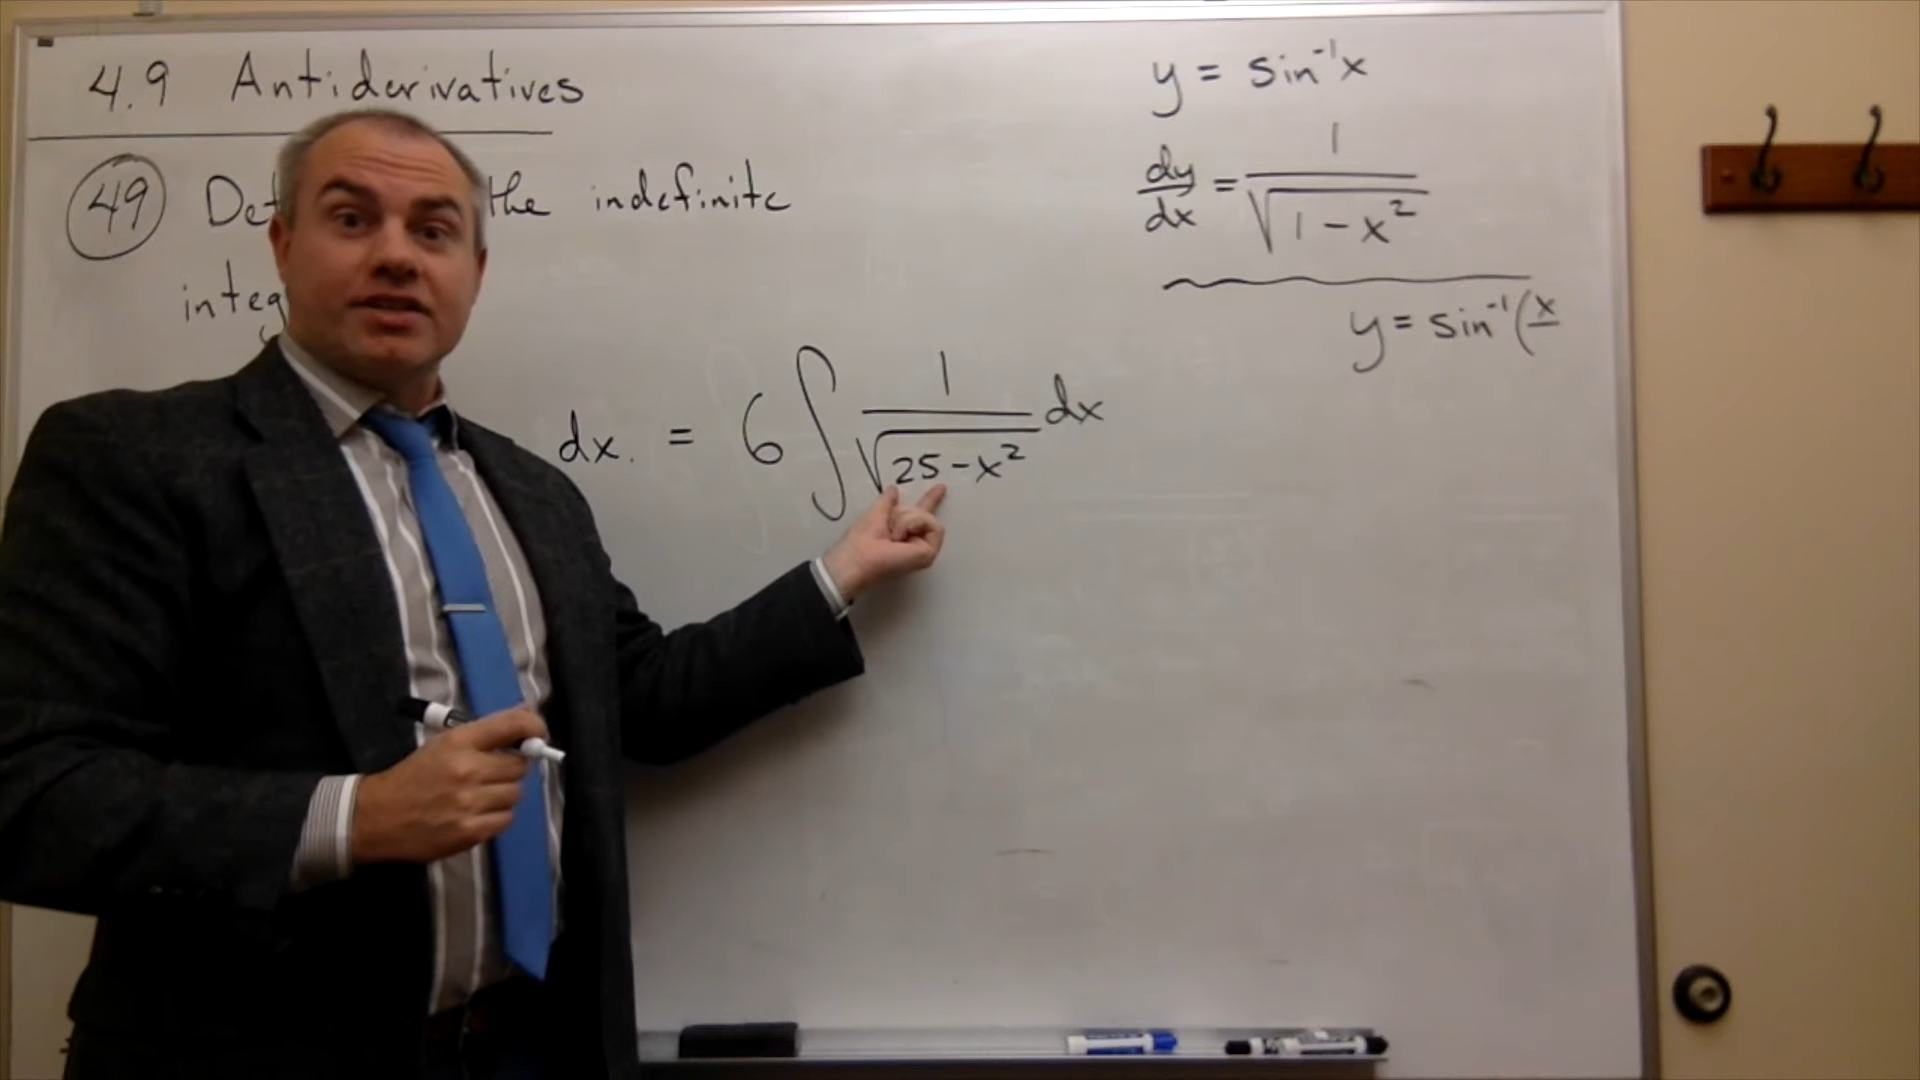 4.9 Antiderivatives
49 Det the indefinite
integ
dx. = 6 ∫ 1/√(25-x²) dx
y = sin⁻¹x
dy/dx = 1/√(1-x²)
y = sin⁻¹(x